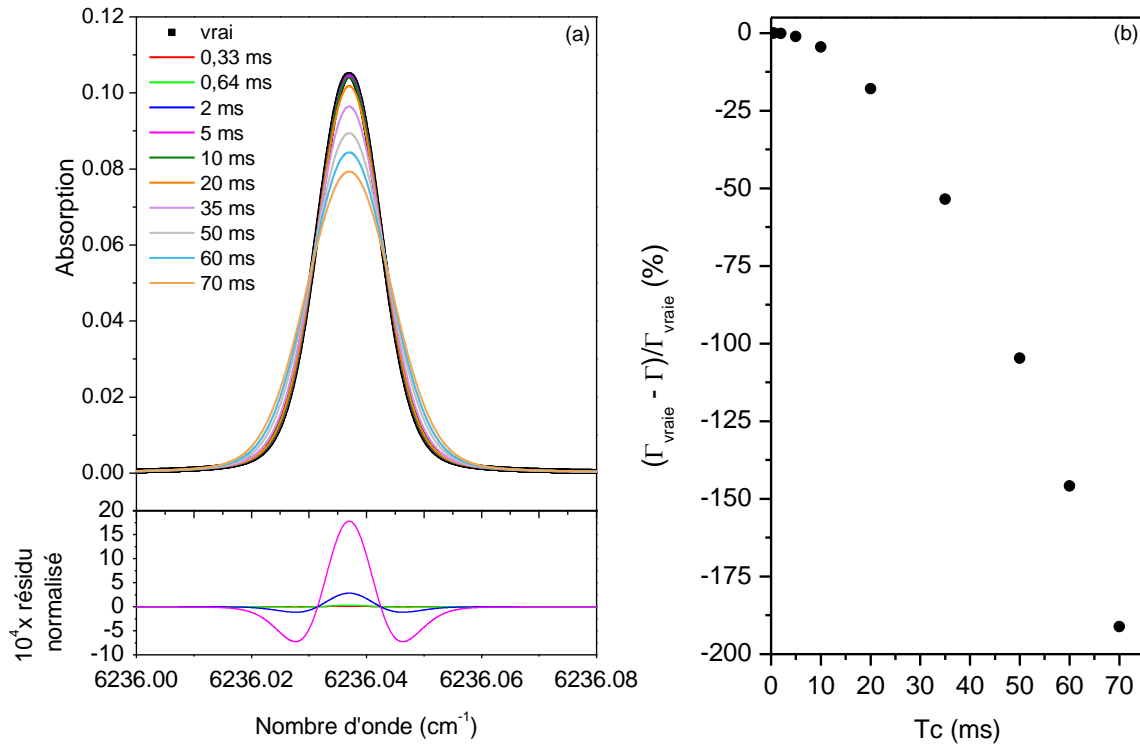 (a)
Absorption
0.12
0.10
0.08
0.06
0.04
0.02
0.00
vrai
0,33 ms
0,64 ms
2 ms
5 ms
10 ms
20 ms
35 ms
50 ms
60 ms
70 ms
10⁴x résidu
normalisé
20
15
10
5
0
-5
-10
6236.00 6236.02 6236.04 6236.06 6236.08
Nombre d'onde (cm⁻¹)
(b)
(Γvraie - Γ)/Γvraie (%)
0
-25
-50
-75
-100
-125
-150
-175
-200
0 10 20 30 40 50 60 70
Tc (ms)